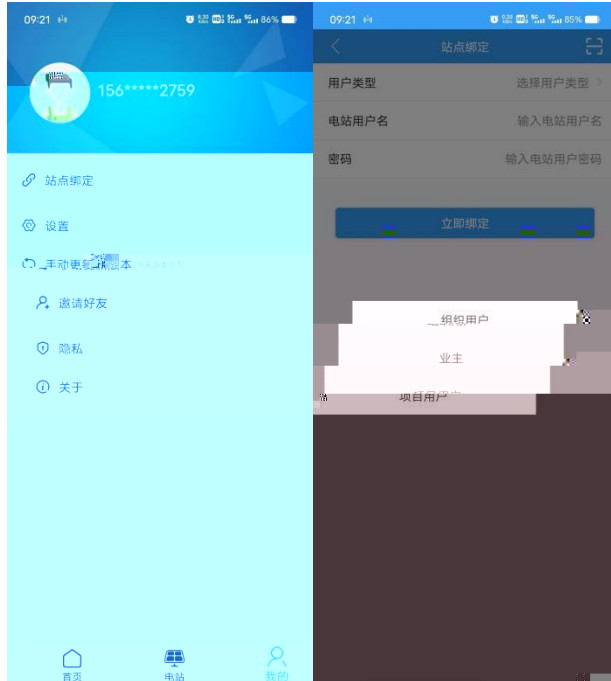 09:21
86%
156*****2759
站点绑定
设置
手动更新 本
邀请好友
隐私
关于
首页
电站
我的
09:21
85%
站点绑定
用户类型
选择用户类型
电站用户名
输入电站用户名
密码
输入电站用户密码
立即绑定
组织用户
业主
项目用户